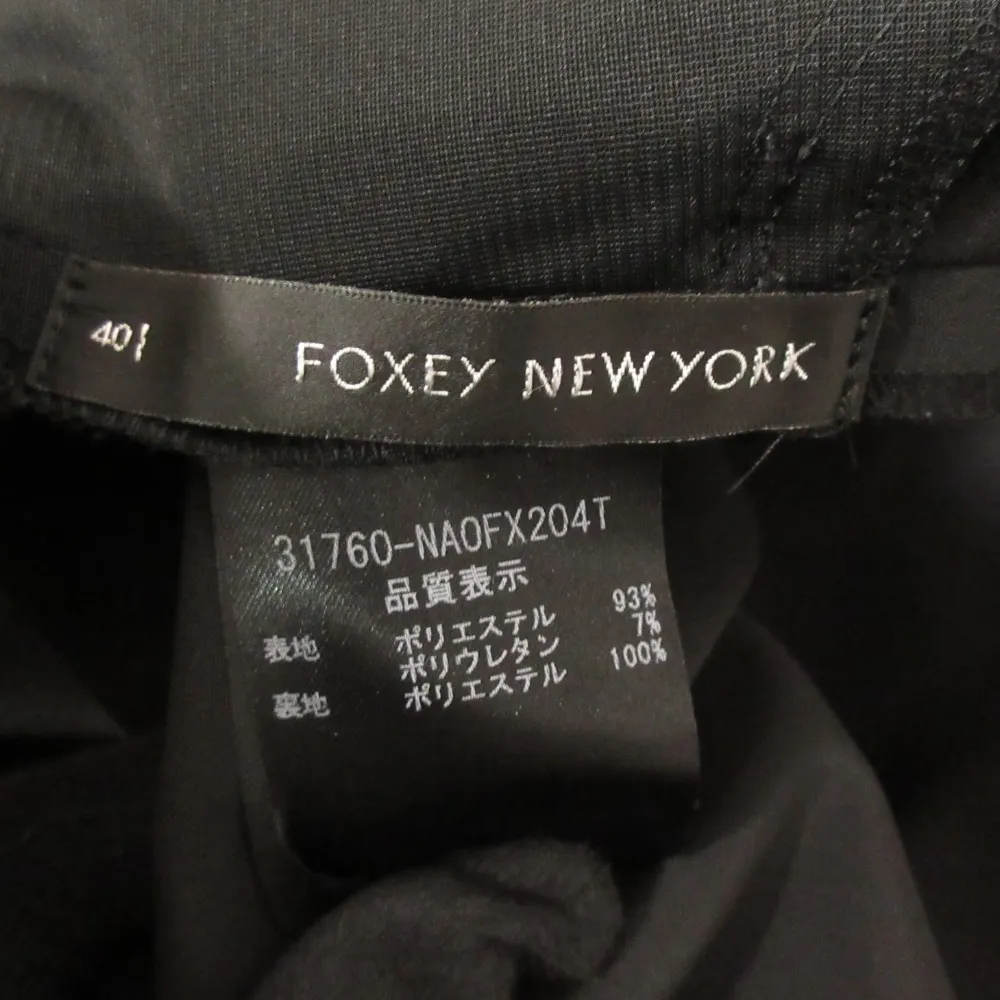 40
FOXEY NEW YORK
31760-NA0FX204T
品質表示
表地 ポリエステル 93%
ポリウレタン 7%
裏地 ポリエステル 100%